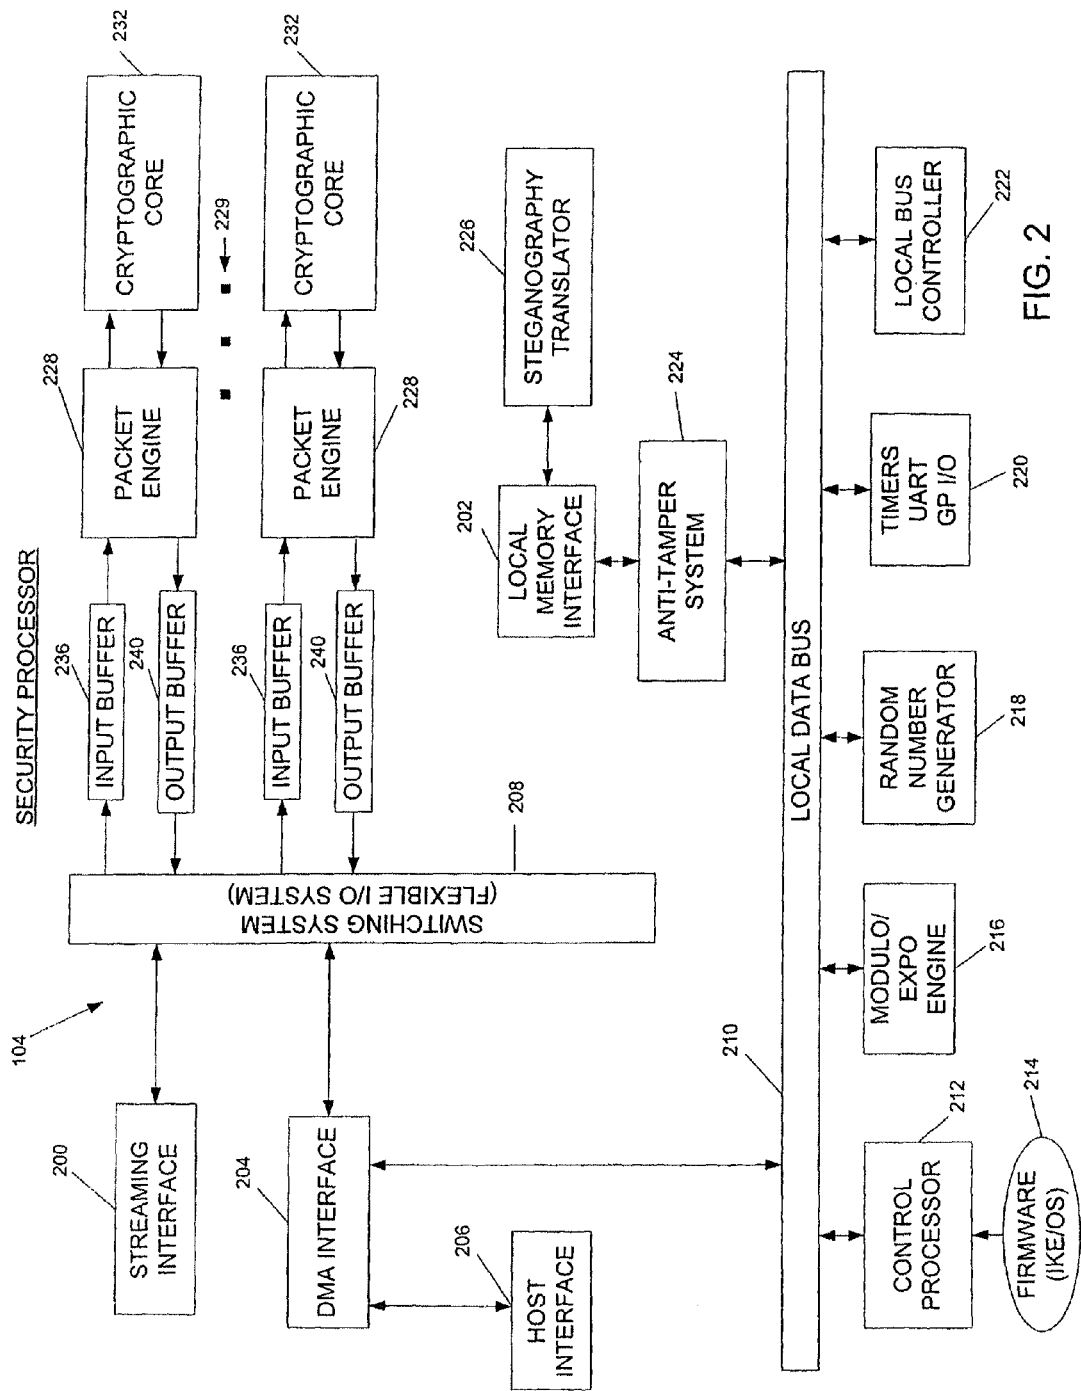 SECURITY PROCESSOR
104
200
STREAMING
INTERFACE
204
DMA INTERFACE
206
HOST
INTERFACE
SWITCHING SYSTEM
(FLEXIBLE I/O SYSTEM)
208
236
INPUT BUFFER
240
OUTPUT BUFFER
228
PACKET
ENGINE
232
CRYPTOGRAPHIC
CORE
229
236
INPUT BUFFER
240
OUTPUT BUFFER
228
PACKET
ENGINE
232
CRYPTOGRAPHIC
CORE
202
LOCAL
MEMORY
INTERFACE
226
STEGANOGRAPHY
TRANSLATOR
224
ANTI-TAMPER
SYSTEM
210
LOCAL DATA BUS
CONTROL
PROCESSOR
212
FIRMWARE
(IKE/OS)
214
MODULO/
EXPO
ENGINE
216
RANDOM
NUMBER
GENERATOR
218
TIMERS
UART
GP I/O
220
LOCAL BUS
CONTROLLER
222
FIG. 2